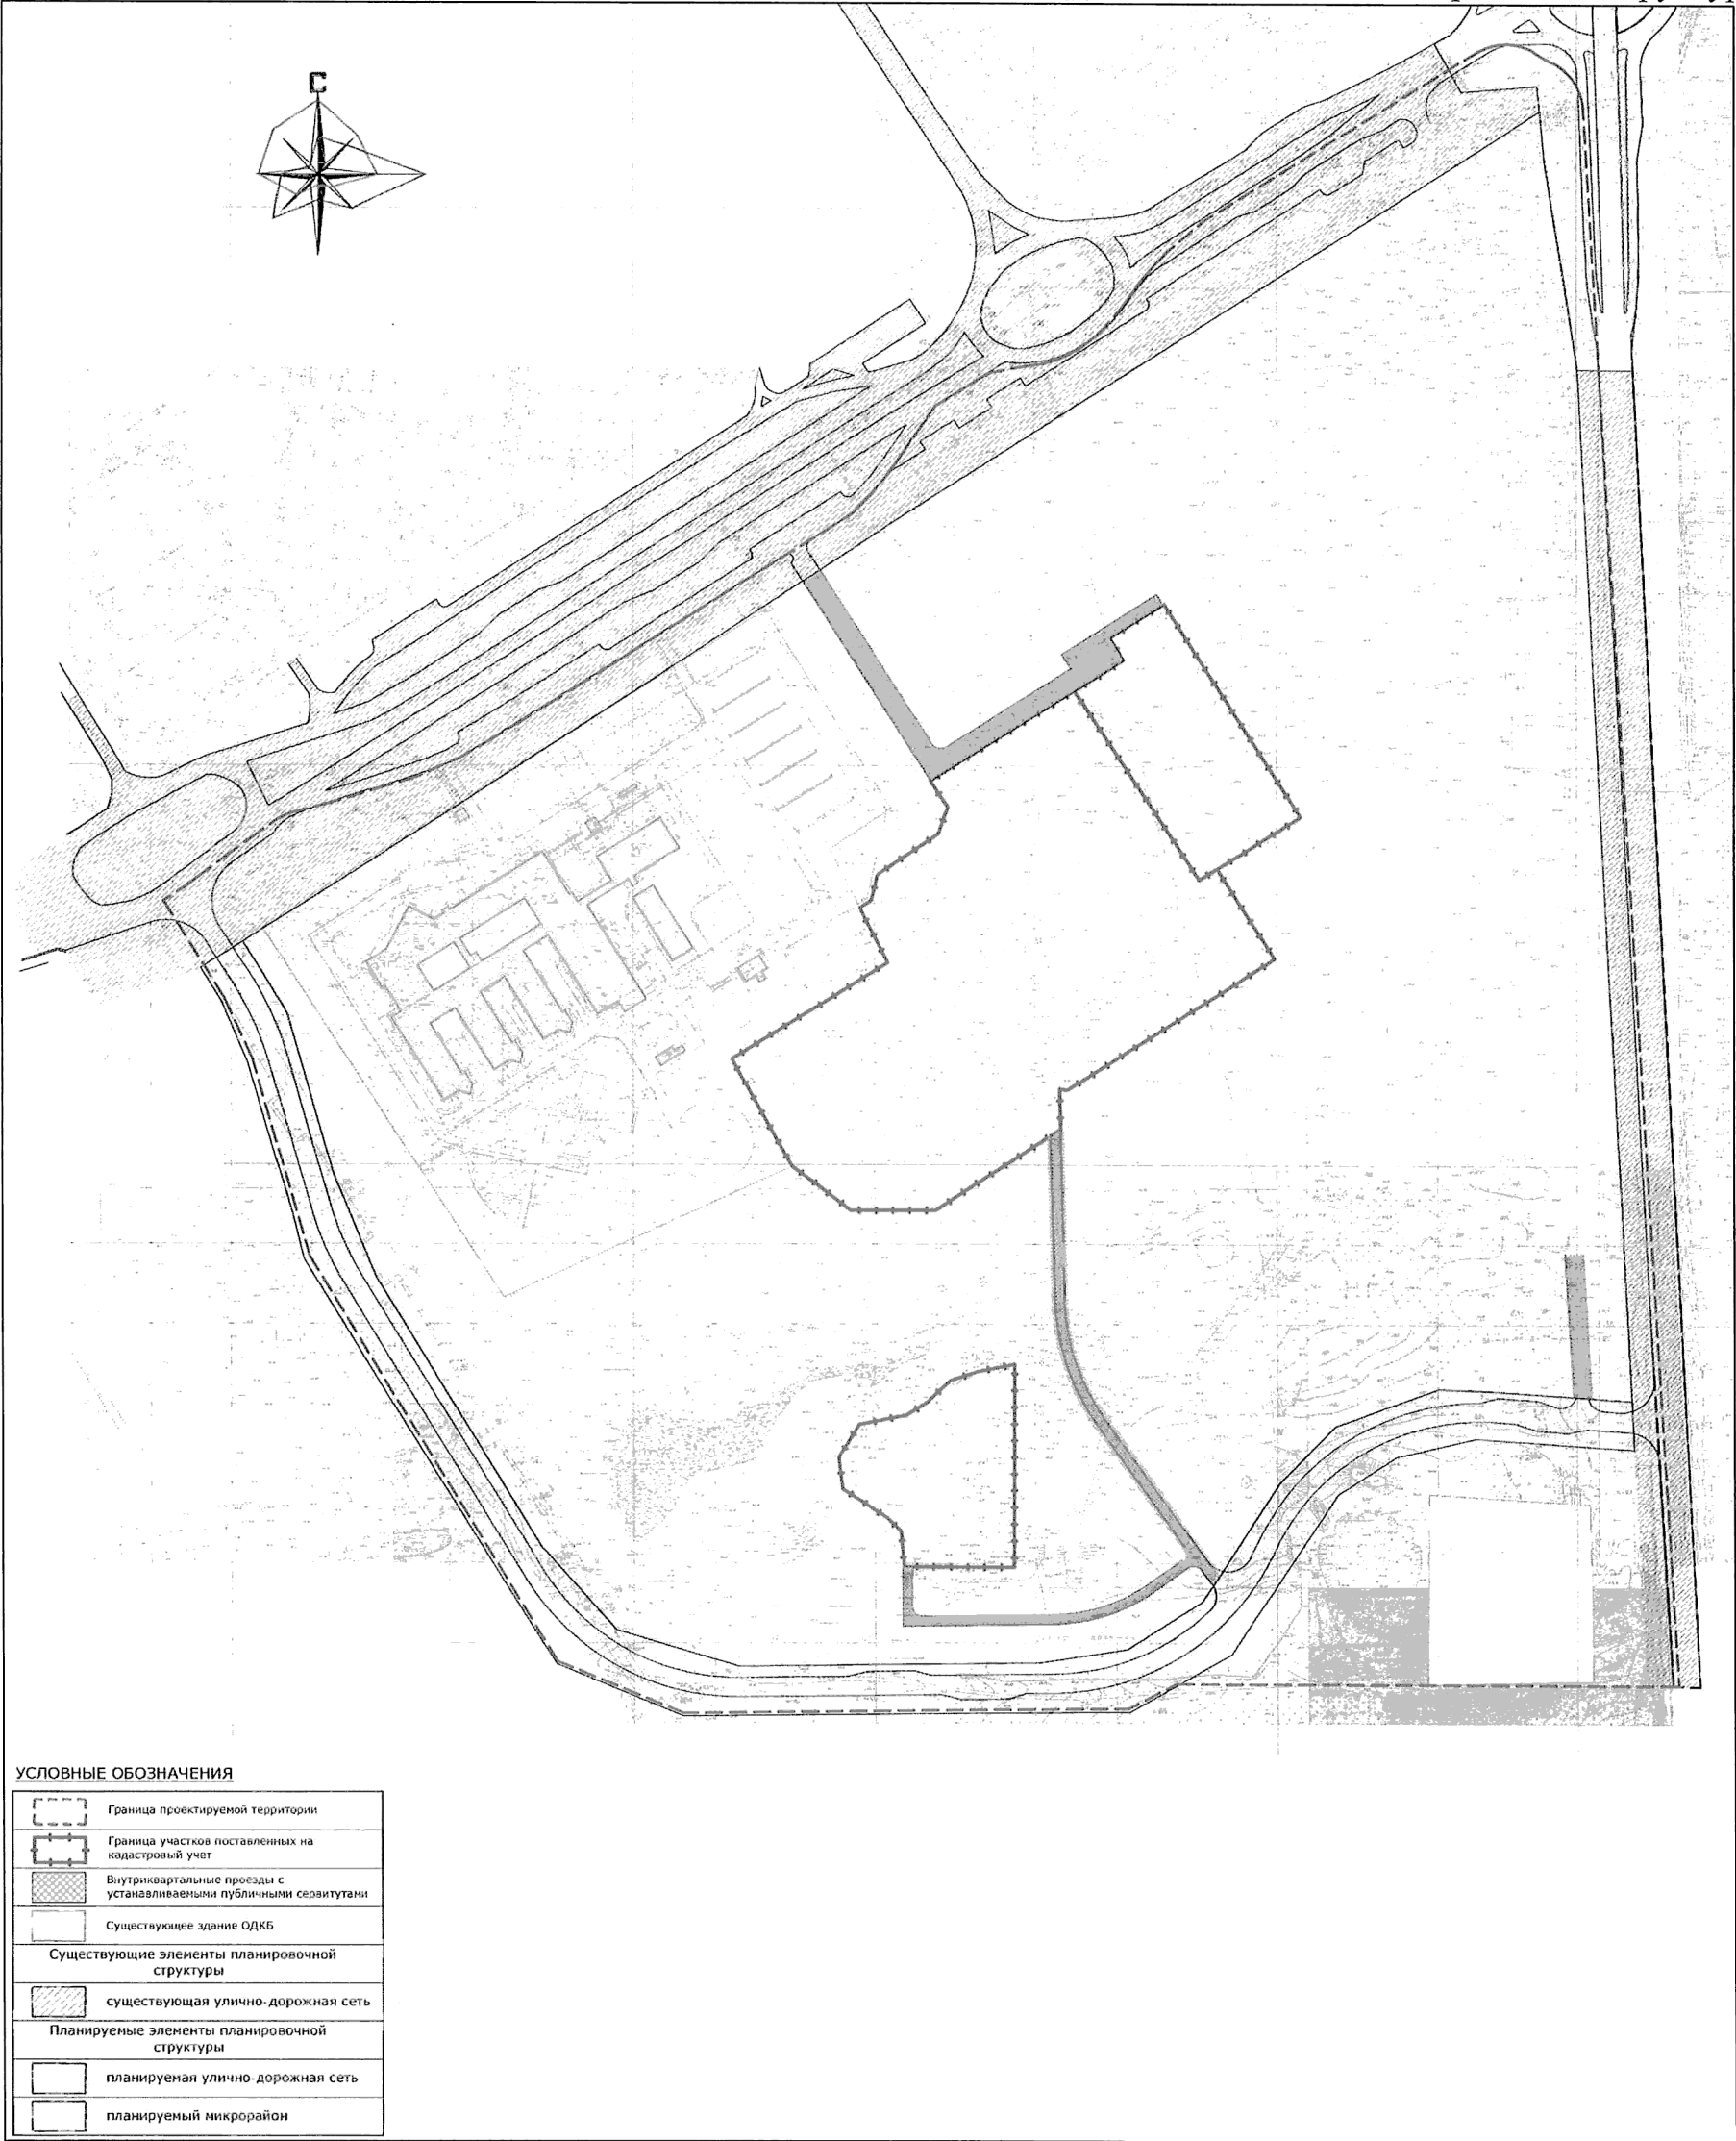 С
УСЛОВНЫЕ ОБОЗНАЧЕНИЯ
Граница проектируемой территории
Граница участков поставленных на
кадастровый учет
Внутриквартальные проезды с
устанавливаемыми публичными сервитутами
Существующее здание ОДКБ
Существующие элементы планировочной
структуры
существующая улично-дорожная сеть
Планируемые элементы планировочной
структуры
планируемая улично-дорожная сеть
планируемый микрорайон